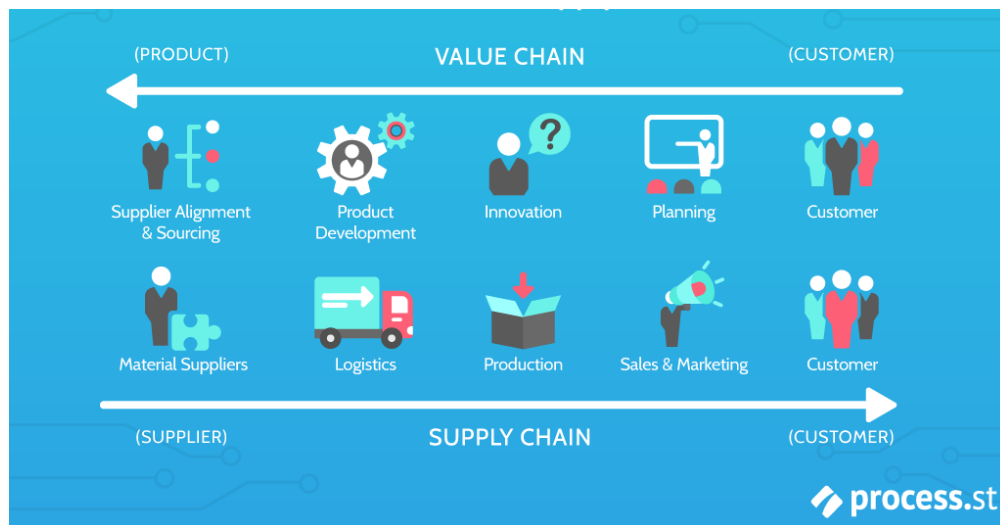 (PRODUCT)
VALUE CHAIN
(CUSTOMER)
?
Supplier Alignment
& Sourcing
Product
Development
Innovation
Planning
Customer
Material Suppliers
Logistics
Production
Sales & Marketing
Customer
(SUPPLIER)
SUPPLY CHAIN
(CUSTOMER)
process.st